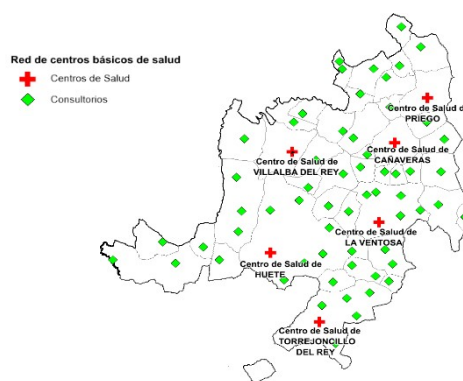 Red de centros básicos de salud
Centros de Salud
Consultorios
Centro de Salud de
PRIEGO
Centro de Salud de
CAÑAVERAS
Centro de Salud de
VILLALBA DEL REY
Centro de Salud de
LA VENTOSA
Centro de Salud de
HUETE
Centro de Salud de
TORREJONCILLO
DEL REY